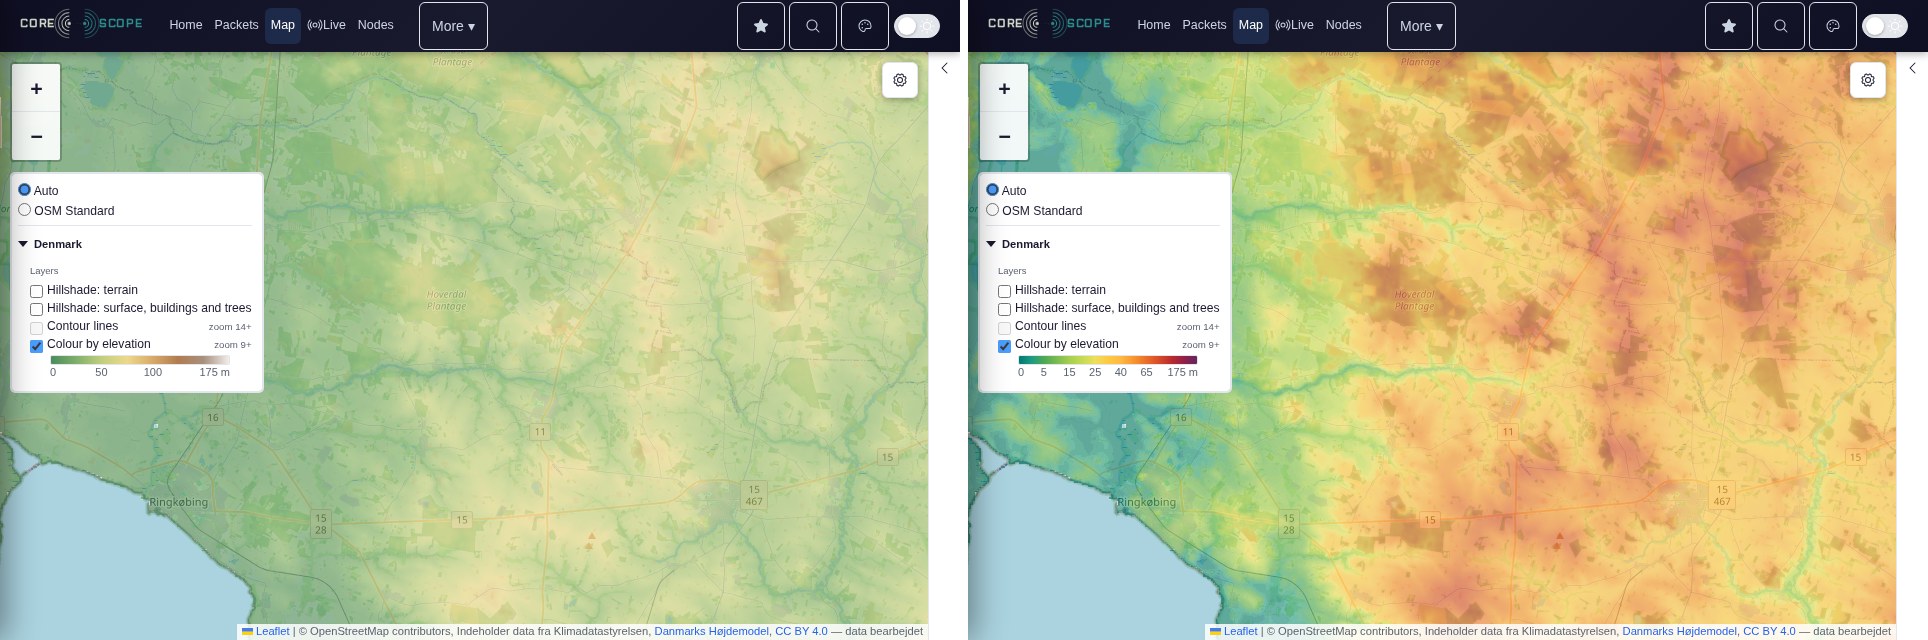 CORE SCOPE Home Packets Map Live Nodes More ▾
Plantage
+
−
Auto
OSM Standard
Denmark
Layers
Hillshade: terrain
Hillshade: surface, buildings and trees
Contour lines zoom 14+
Colour by elevation zoom 9+
0 50 100 175 m
Hoverdal
Plantage
16
11
15
15
467
Ringkøbing
15
28
15
Leaflet | © OpenStreetMap contributors, Indeholder data fra Klimadatastyrelsen, Danmarks Højdemodel, CC BY 4.0 — data bearbejdet
CORE SCOPE Home Packets Map Live Nodes More ▾
Plantage
+
−
Auto
OSM Standard
Denmark
Layers
Hillshade: terrain
Hillshade: surface, buildings and trees
Contour lines zoom 14+
Colour by elevation zoom 9+
0 5 15 25 40 65 175 m
Hoverdal
Plantage
16
11
15
15
467
Ringkøbing
15
28
15
Leaflet | © OpenStreetMap contributors, Indeholder data fra Klimadatastyrelsen, Danmarks Højdemodel, CC BY 4.0 — data bearbejdet